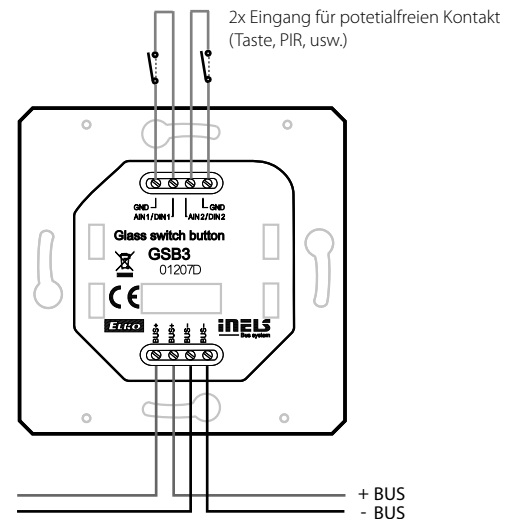 2x Eingang für potetialfreien Kontakt
(Taste, PIR, usw.)
GND GND
AIN1/DIN1 AIN2/DIN2
Glass switch button
GSB3
01207D
CE
ELKO
iNELS
Bus system
BUS+ BUS+ BUS- BUS-
+ BUS
- BUS